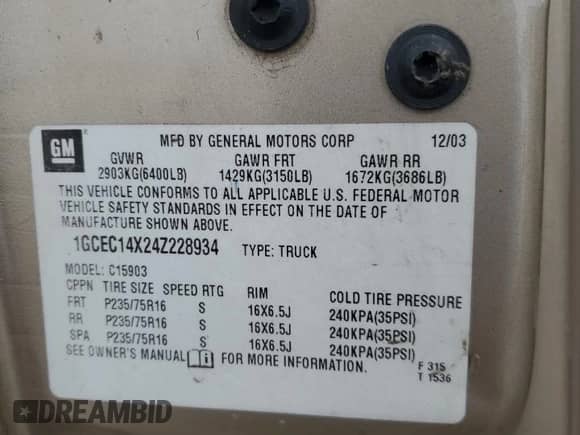 GM
MFD BY GENERAL MOTORS CORP 12/03
GVWR GAWR FRT GAWR RR
2903KG(6400LB) 1429KG(3150LB) 1672KG(3686LB)
THIS VEHICLE CONFORMS TO ALL APPLICABLE U.S. FEDERAL MOTOR
VEHICLE SAFETY STANDARDS IN EFFECT ON THE DATE OF
MANUFACTURE SHOWN ABOVE.
1GCEC14X24Z228934 TYPE: TRUCK
MODEL: C15903
CPPN TIRE SIZE SPEED RTG RIM COLD TIRE PRESSURE
FRT P235/75R16 S 16X6.5J 240KPA(35PSI)
RR P235/75R16 S 16X6.5J 240KPA(35PSI)
SPA P235/75R16 S 16X6.5J 240KPA(35PSI)
SEE OWNER'S MANUAL FOR MORE INFORMATION.
F 315
T 1536
DREAMBID